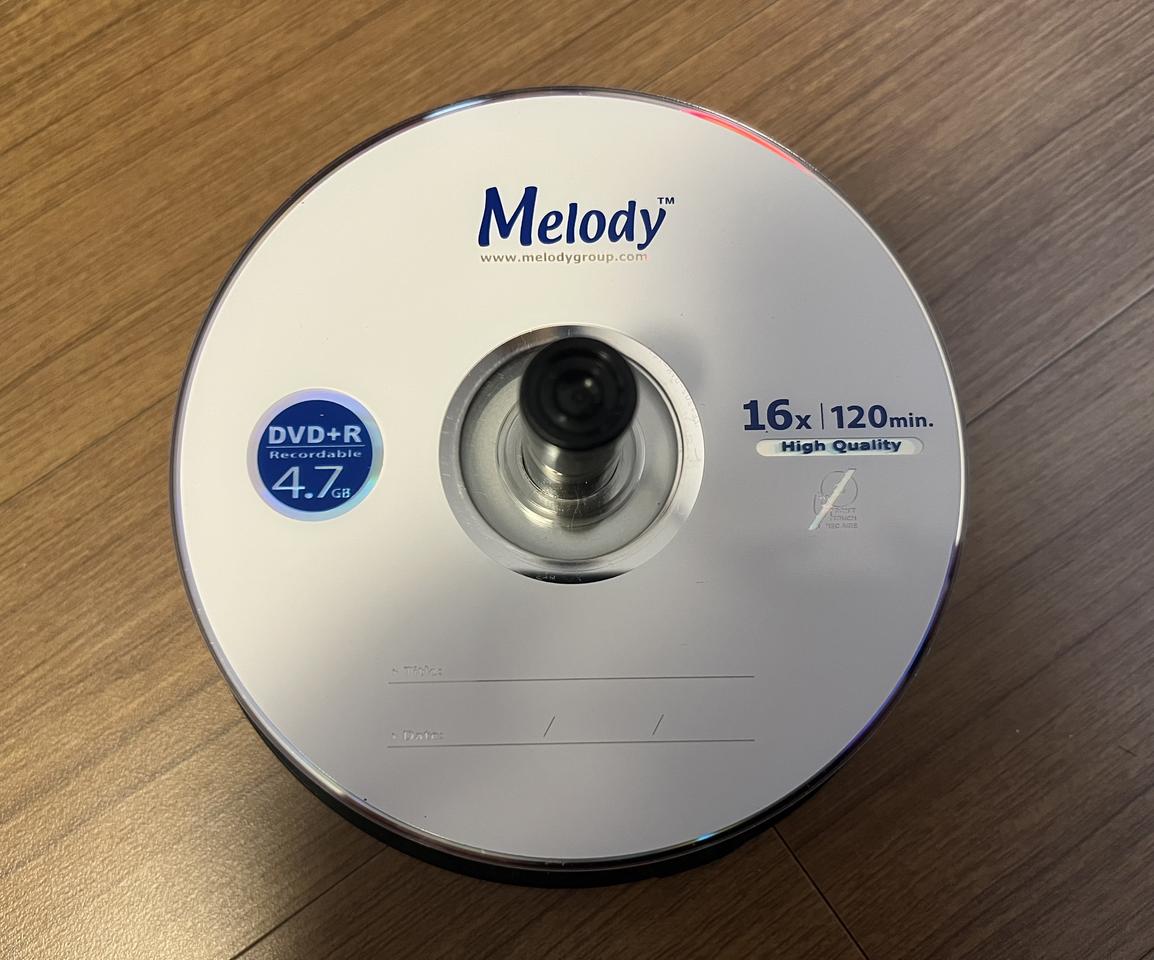 Melody™
www.melodygroup.com
DVD+R
Recordable
4.7GB
16x | 120min.
High Quality
Title:
Date: / /